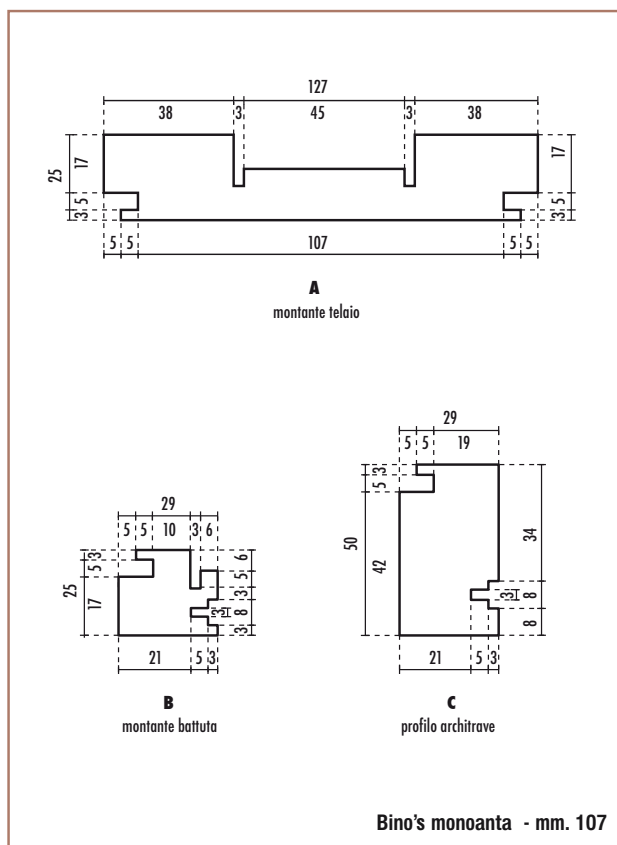 127
38 3 45 3 38
25 17 5 3
17 5 3 25
5 5 107 5 5
A
montante telaio
29
5 5 10 3 6
25 3 5 17
6 5 3 8 3
3
21 5 3
B
montante battuta
29
5 5 19
50 3 5 42
34 8 8
3
21 5 3
C
profilo architrave
Bino's monoanta - mm. 107